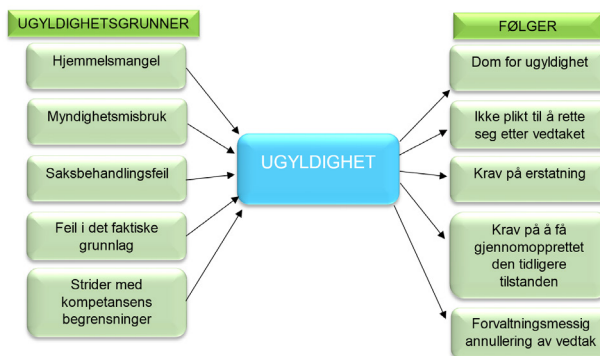 UGYLDIGHETSGRUNNER
Hjemmelsmangel
Myndighetsmisbruk
Saksbehandlingsfeil
Feil i det faktiske
grunnlag
Strider med
kompetansens
begrensninger
UGYLDIGHET
FØLGER
Dom for ugyldighet
Ikke plikt til å rette
seg etter vedtaket
Krav på erstatning
Krav på å få
gjennomopprettet
den tidligere
tilstanden
Forvaltningsmessig
annullering av vedtak